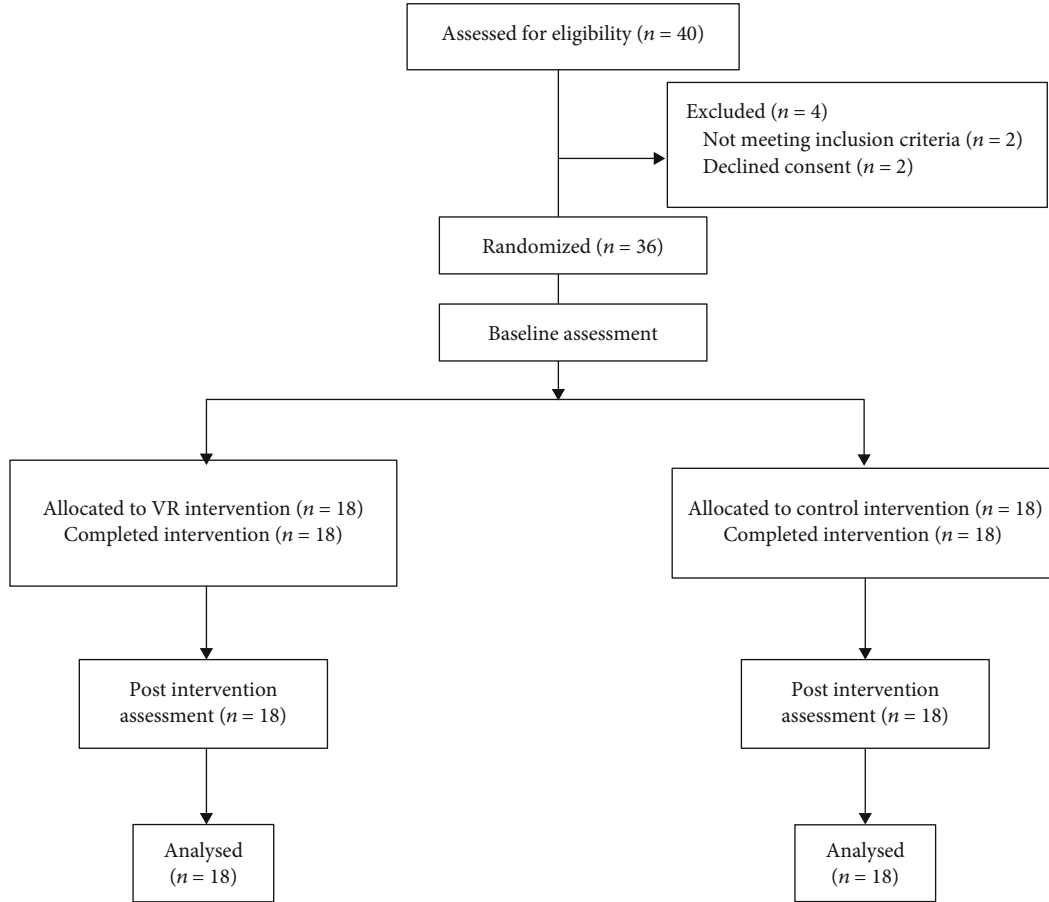 Assessed for eligibility (n = 40)
Excluded (n = 4)
Not meeting inclusion criteria (n = 2)
Declined consent (n = 2)
Randomized (n = 36)
Baseline assessment
Allocated to VR intervention (n = 18)
Completed intervention (n = 18)
Allocated to control intervention (n = 18)
Completed intervention (n = 18)
Post intervention
assessment (n = 18)
Post intervention
assessment (n = 18)
Analysed
(n = 18)
Analysed
(n = 18)